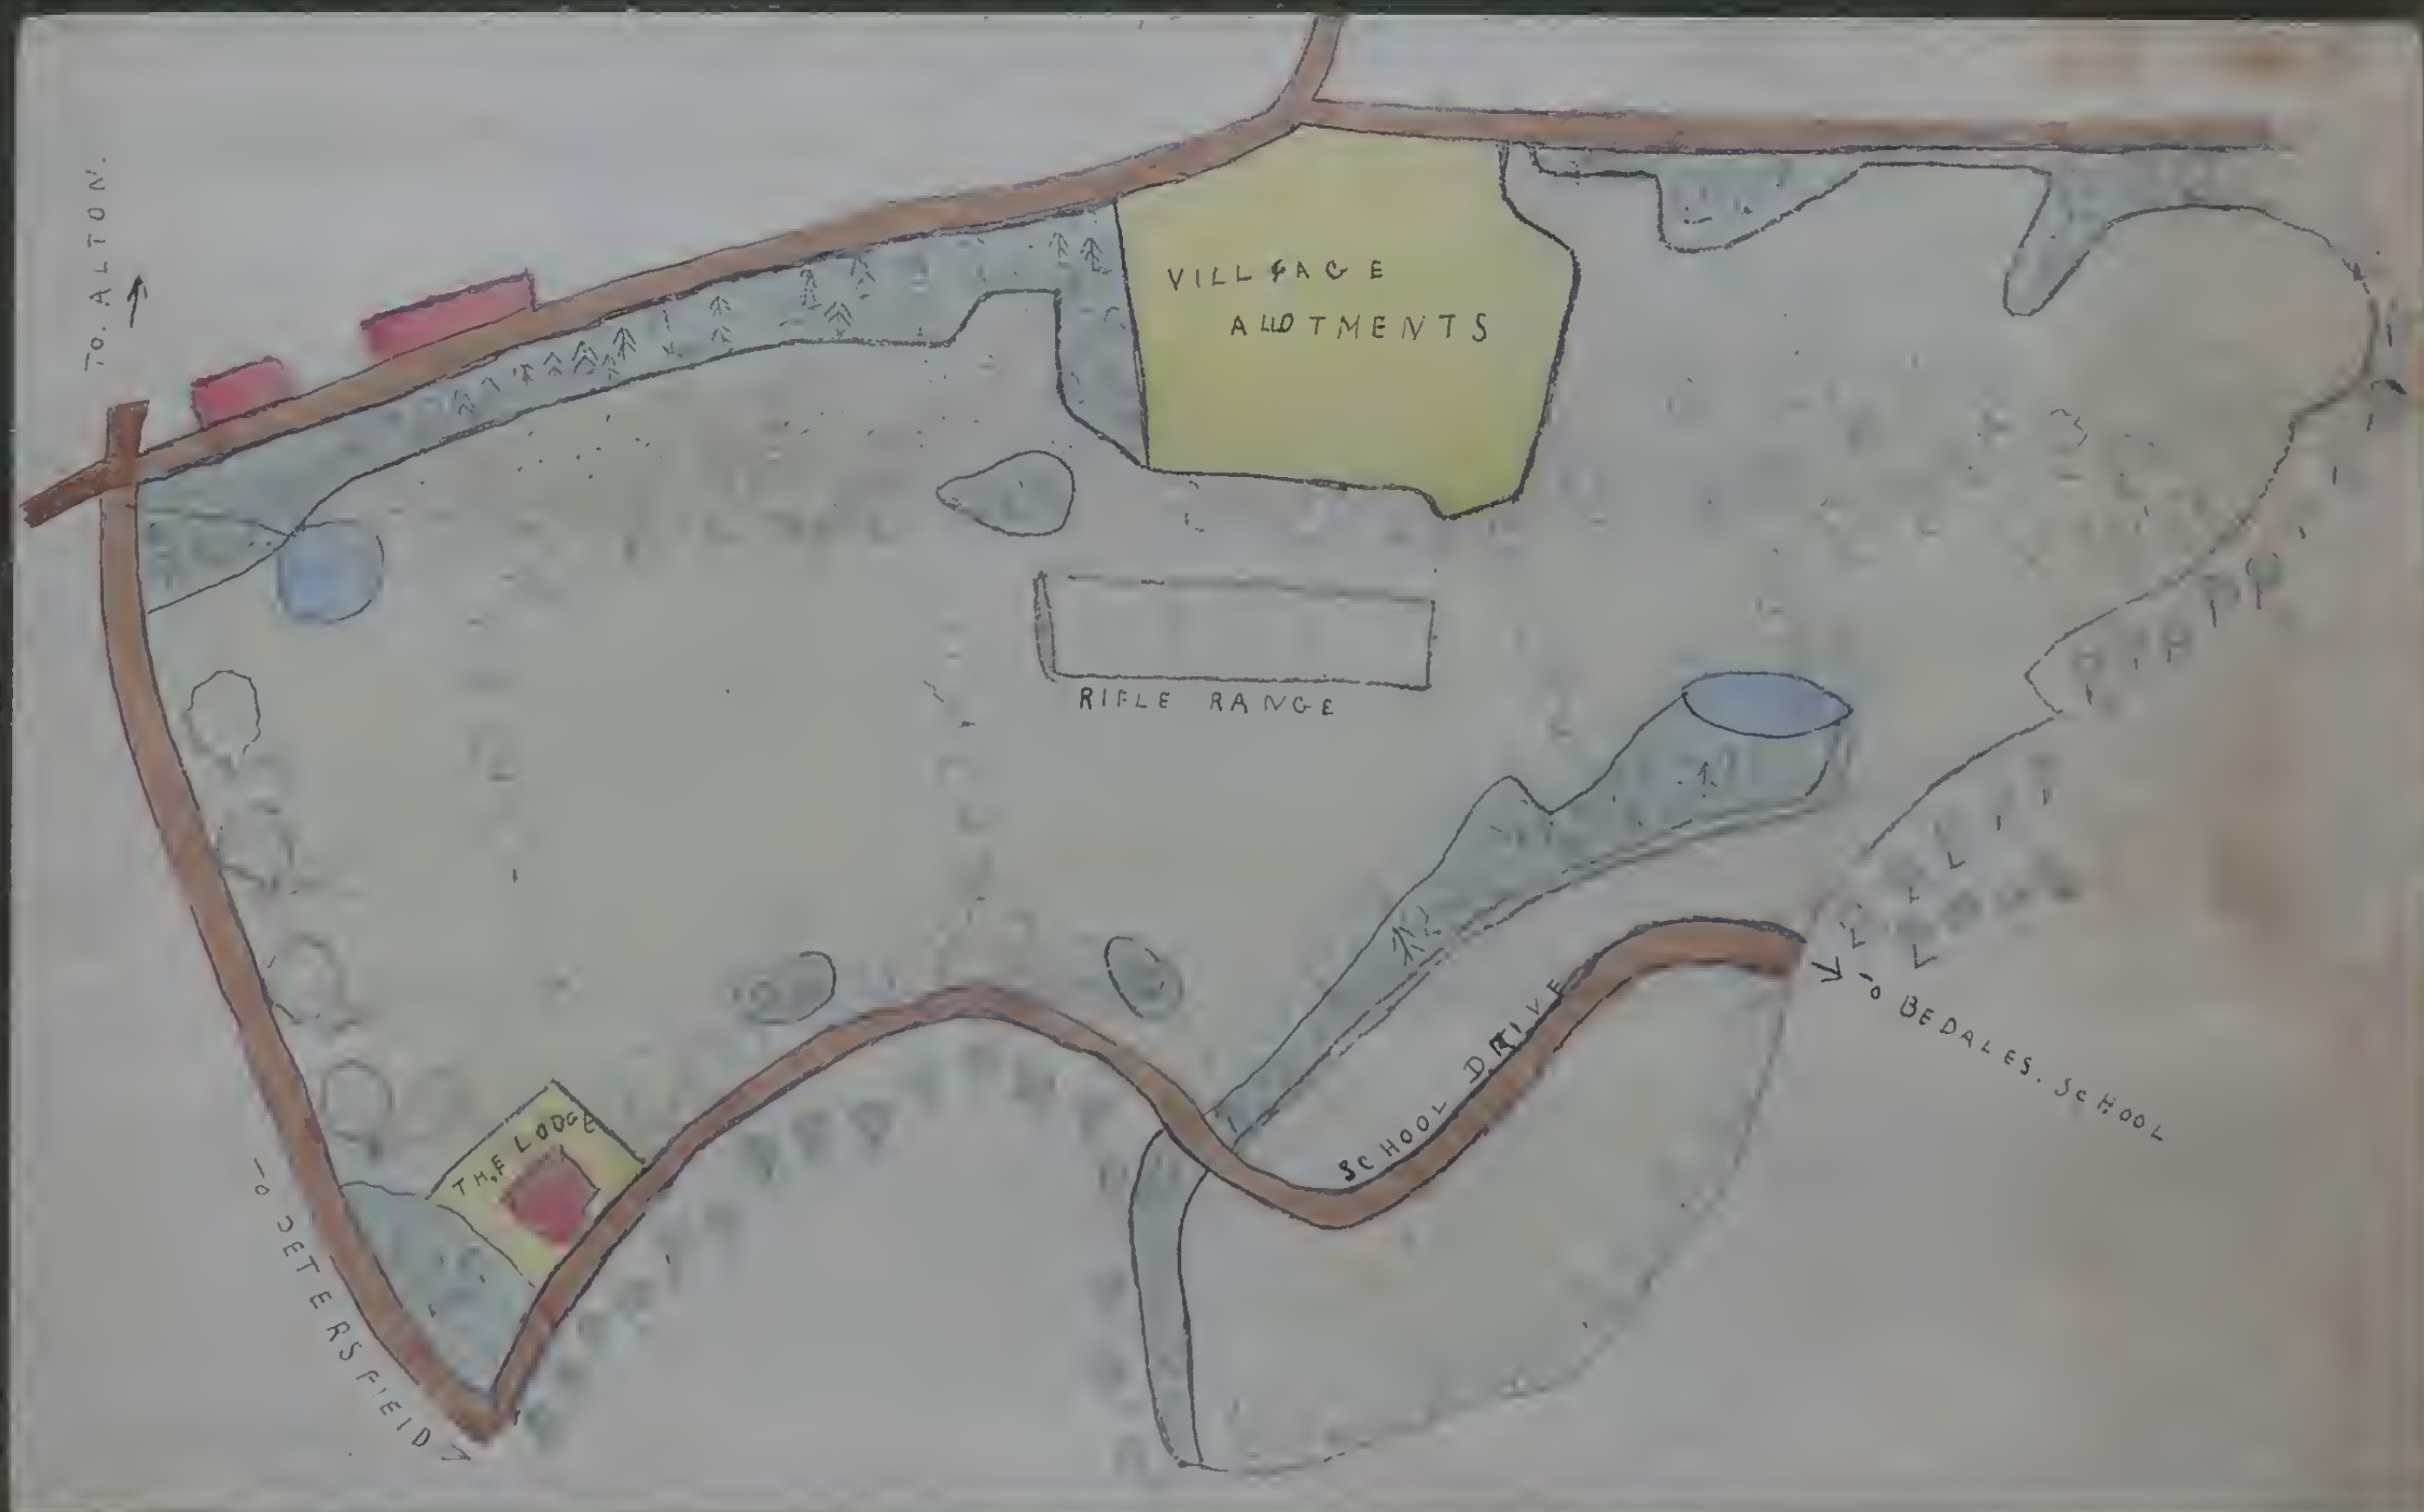 TO. ALTON.
VILLAGE
ALLOTMENTS
RIFLE RANGE
SCHOOL DRIVE
TO BEDALES. SCHOOL
THE LODGE
TO PETERSFIELD